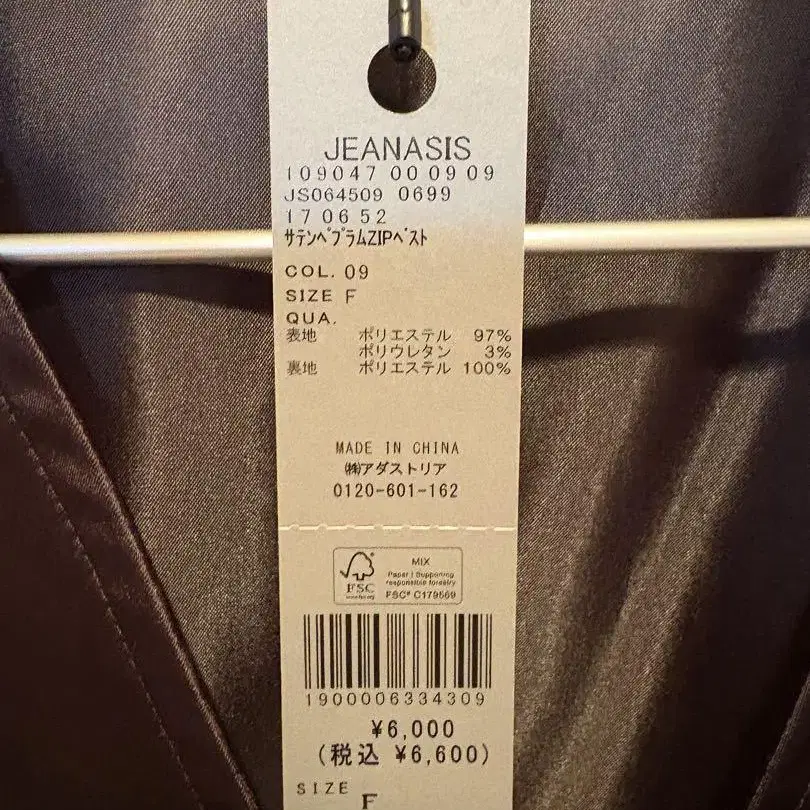 JEANASIS
109047 00 09 09
JS064509 0699
17 06 52
サテンペプラムZIPベスト
COL. 09
SIZE F
QUA.
表地 ポリエステル 97%
ポリウレタン 3%
裏地 ポリエステル 100%
MADE IN CHINA
㈱アダストリア
0120-601-162
MIX
Paper | Supporting
responsible forestry
FSC
FSC® C179569
1900006334309
¥6,000
(税込 ¥6,600)
SIZE
F